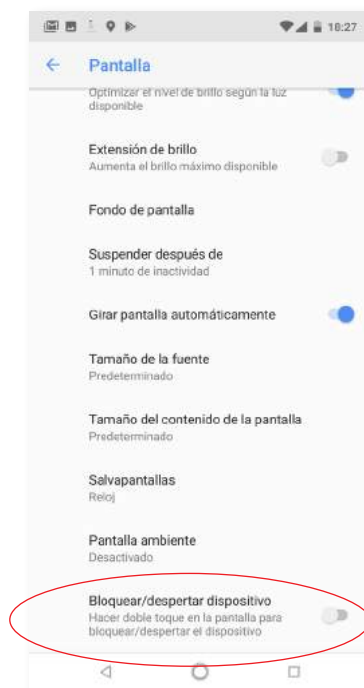 18:27
Pantalla
Optimizar el nivel de brillo según la luz
disponible
Extensión de brillo
Aumenta el brillo máximo disponible
Fondo de pantalla
Suspender después de
1 minuto de inactividad
Girar pantalla automáticamente
Tamaño de la fuente
Predeterminado
Tamaño del contenido de la pantalla
Predeterminado
Salvapantallas
Reloj
Pantalla ambiente
Desactivado
Bloquear/despertar dispositivo
Hacer doble toque en la pantalla para
bloquear/despertar el dispositivo